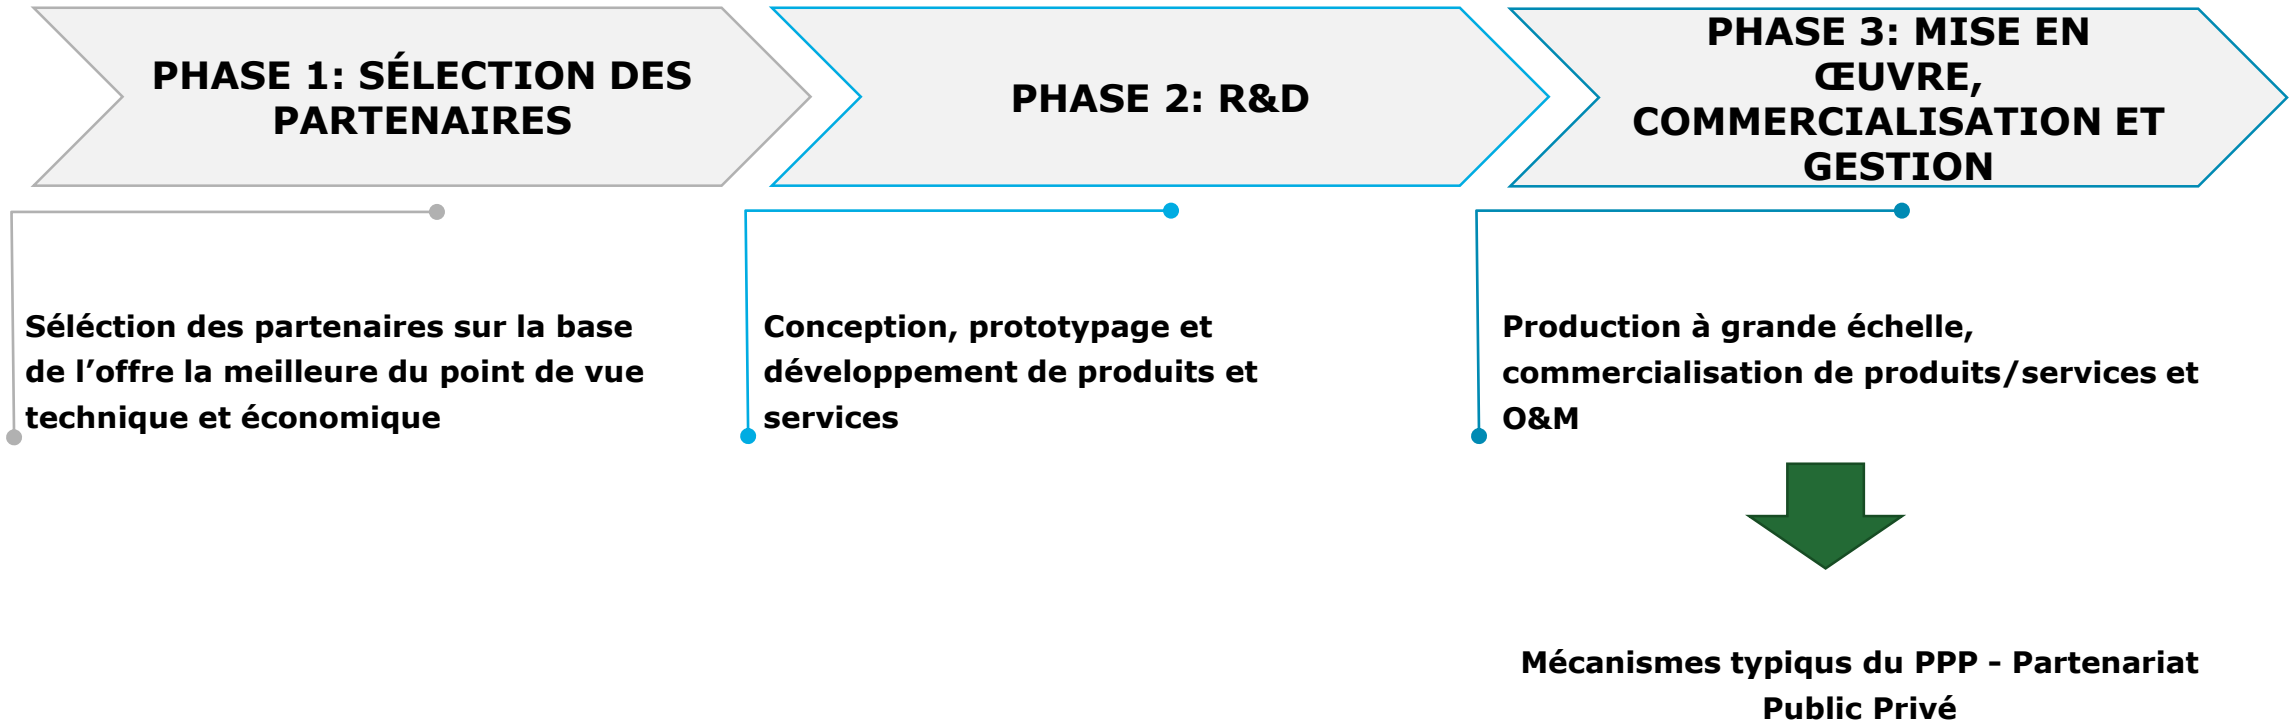 PHASE 1: SÉLECTION DES
PARTENAIRES
PHASE 2: R&D
PHASE 3: MISE EN
ŒUVRE,
COMMERCIALISATION ET
GESTION
Séléction des partenaires sur la base
de l’offre la meilleure du point de vue
technique et économique
Conception, prototypage et
développement de produits et
services
Production à grande échelle,
commercialisation de produits/services et
O&M
Mécanismes typiqus du PPP - Partenariat
Public Privé